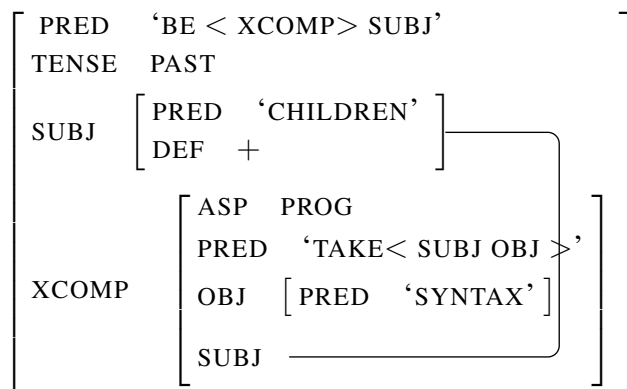 PRED ‘BE < XCOMP> SUBJ’
TENSE PAST
SUBJ
PRED ‘CHILDREN’
DEF +
XCOMP
ASP PROG
PRED ‘TAKE< SUBJ OBJ >’
OBJ [ PRED ‘SYNTAX’ ]
SUBJ